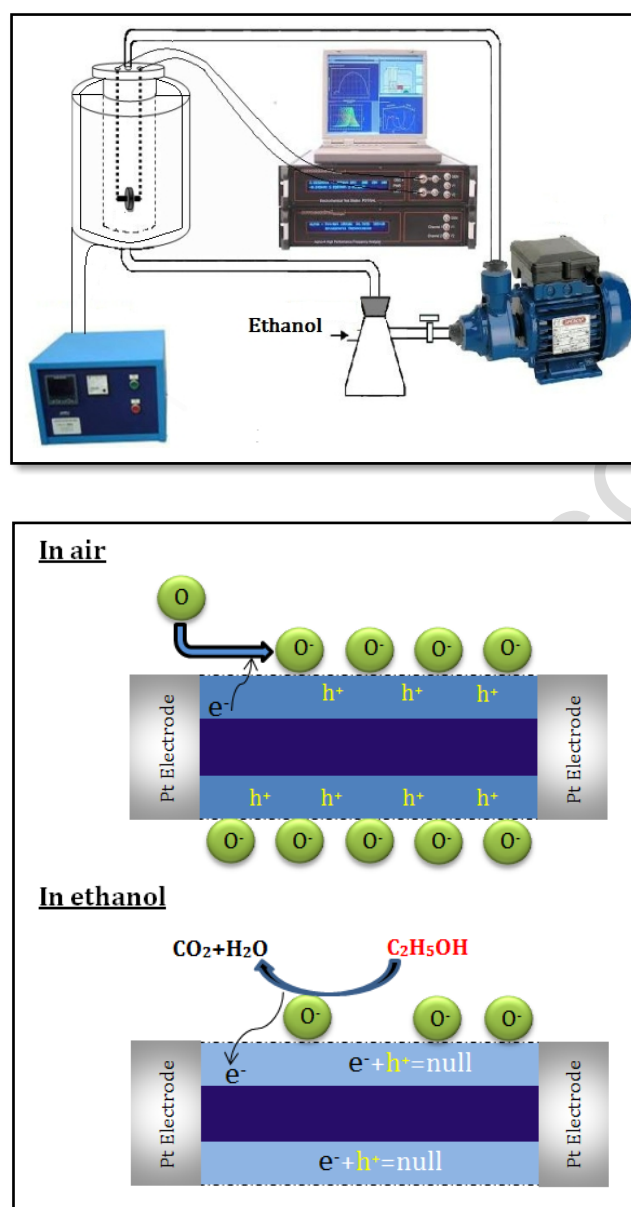 Ethanol
In air
O
O⁻ O⁻ O⁻ O⁻
e⁻ h⁺ h⁺ h⁺
Pt Electrode
Pt Electrode
h⁺ h⁺ h⁺ h⁺
O⁻ O⁻ O⁻ O⁻ O⁻
In ethanol
CO₂+H₂O C₂H₅OH
O⁻ O⁻ O⁻
e⁻ e⁻+h⁺=null
Pt Electrode
Pt Electrode
e⁻+h⁺=null